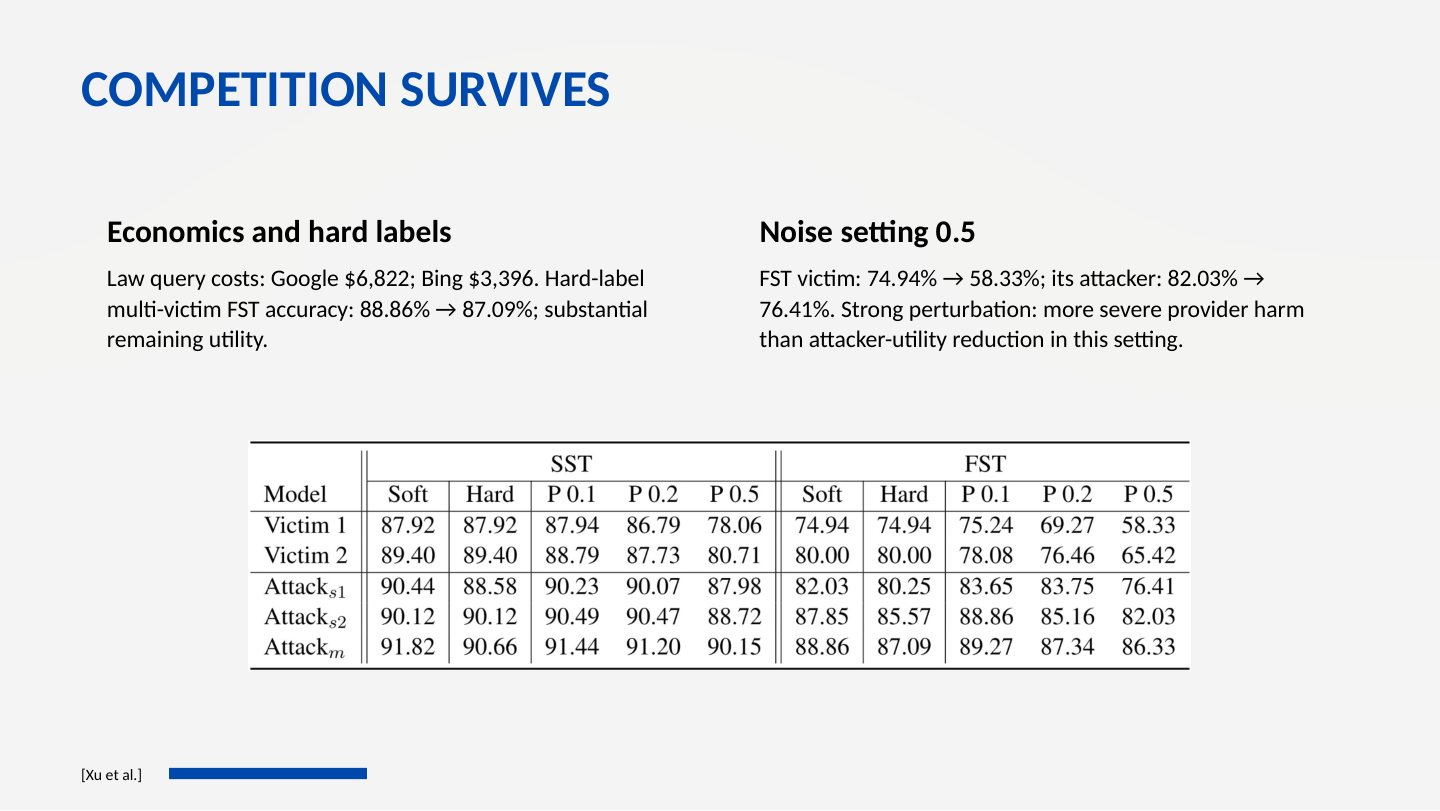 COMPETITION SURVIVES
Economics and hard labels
Law query costs: Google $6,822; Bing $3,396. Hard-label
multi-victim FST accuracy: 88.86% → 87.09%; substantial
remaining utility.
Noise setting 0.5
FST victim: 74.94% → 58.33%; its attacker: 82.03% →
76.41%. Strong perturbation: more severe provider harm
than attacker-utility reduction in this setting.
SST FST
Model Soft Hard P 0.1 P 0.2 P 0.5 Soft Hard P 0.1 P 0.2 P 0.5
Victim 1 87.92 87.92 87.94 86.79 78.06 74.94 74.94 75.24 69.27 58.33
Victim 2 89.40 89.40 88.79 87.73 80.71 80.00 80.00 78.08 76.46 65.42
Attack_s1 90.44 88.58 90.23 90.07 87.98 82.03 80.25 83.65 83.75 76.41
Attack_s2 90.12 90.12 90.49 90.47 88.72 87.85 85.57 88.86 85.16 82.03
Attack_m 91.82 90.66 91.44 91.20 90.15 88.86 87.09 89.27 87.34 86.33
[Xu et al.]